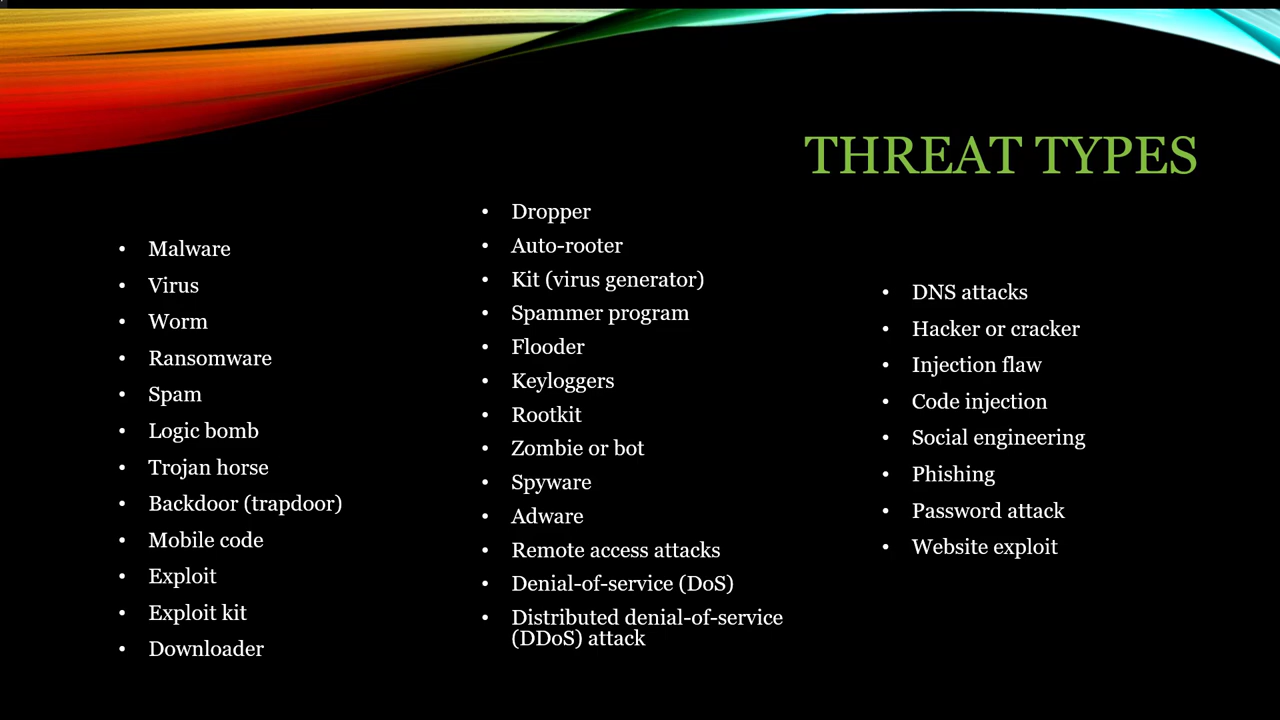 THREAT TYPES
• Malware
• Virus
• Worm
• Ransomware
• Spam
• Logic bomb
• Trojan horse
• Backdoor (trapdoor)
• Mobile code
• Exploit
• Exploit kit
• Downloader
• Dropper
• Auto-rooter
• Kit (virus generator)
• Spammer program
• Flooder
• Keyloggers
• Rootkit
• Zombie or bot
• Spyware
• Adware
• Remote access attacks
• Denial-of-service (DoS)
• Distributed denial-of-service
(DDoS) attack
• DNS attacks
• Hacker or cracker
• Injection flaw
• Code injection
• Social engineering
• Phishing
• Password attack
• Website exploit